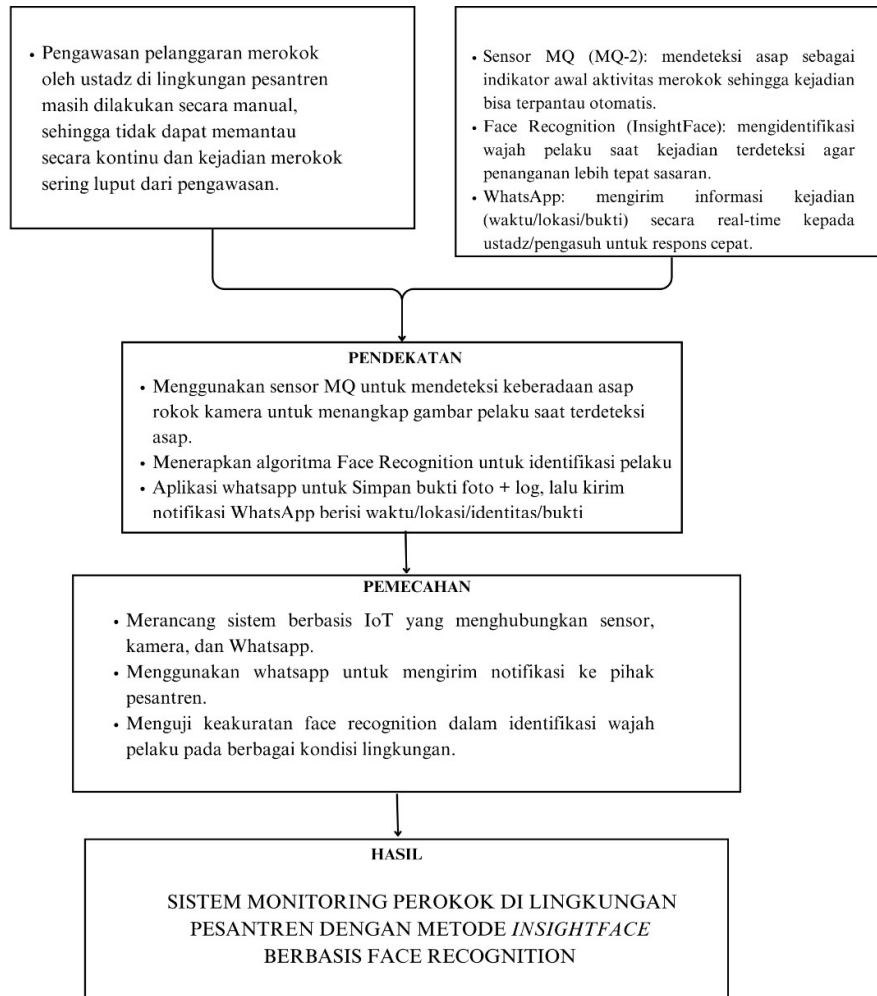 • Pengawasan pelanggaran merokok
oleh ustadz di lingkungan pesantren
masih dilakukan secara manual,
sehingga tidak dapat memantau
secara kontinu dan kejadian merokok
sering luput dari pengawasan.
• Sensor MQ (MQ-2): mendeteksi asap sebagai
indikator awal aktivitas merokok sehingga kejadian
bisa terpantau otomatis.
• Face Recognition (InsightFace): mengidentifikasi
wajah pelaku saat kejadian terdeteksi agar
penanganan lebih tepat sasaran.
• WhatsApp: mengirim informasi kejadian
(waktu/lokasi/bukti) secara real-time kepada
ustadz/pengasuh untuk respons cepat.
PENDEKATAN
• Menggunakan sensor MQ untuk mendeteksi keberadaan asap
rokok kamera untuk menangkap gambar pelaku saat terdeteksi
asap.
• Menerapkan algoritma Face Recognition untuk identifikasi pelaku
• Aplikasi whatsapp untuk Simpan bukti foto + log, lalu kirim
notifikasi WhatsApp berisi waktu/lokasi/identitas/bukti
PEMECAHAN
• Merancang sistem berbasis IoT yang menghubungkan sensor,
kamera, dan Whatsapp.
• Menggunakan whatsapp untuk mengirim notifikasi ke pihak
pesantren.
• Menguji keakuratan face recognition dalam identifikasi wajah
pelaku pada berbagai kondisi lingkungan.
HASIL
SISTEM MONITORING PEROKOK DI LINGKUNGAN
PESANTREN DENGAN METODE INSIGHTFACE
BERBASIS FACE RECOGNITION